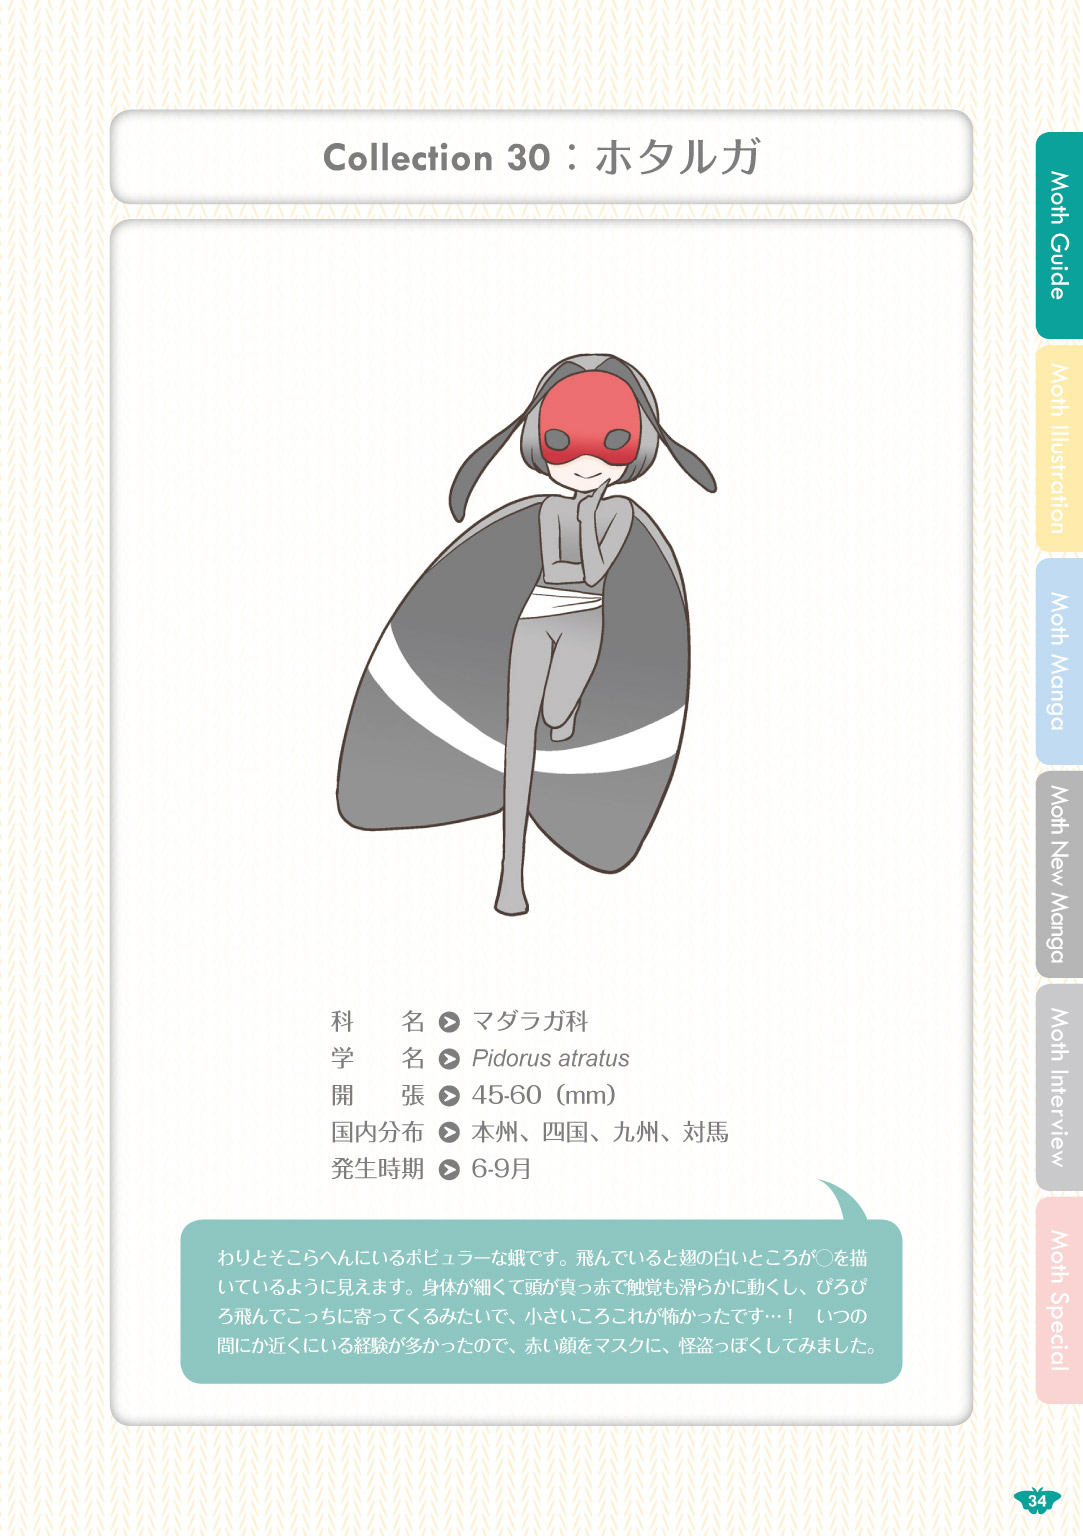 Collection 30：ホタルガ
科　　名 マダラガ科
学　　名 Pidorus atratus
開　　張 45-60（mm）
国内分布 本州、四国、九州、対馬
発生時期 6-9月
わりとそこらへんにいるポピュラーな蛾です。飛んでいると翅の白いところが◯を描
いているように見えます。身体が細くて頭が真っ赤で触覚も滑らかに動くし、ぴろぴ
ろ飛んでこっちに寄ってくるみたいで、小さいころこれが怖かったです…！　いつの
間にか近くにいる経験が多かったので、赤い顔をマスクに、怪盗っぽくしてみました。
Moth Guide
Moth Illustration
Moth Manga
Moth New Manga
Moth Interview
Moth Special
34